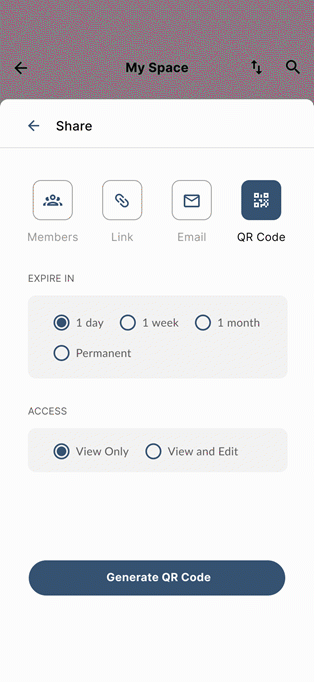 My Space
Share
Members Link Email QR Code
EXPIRE IN
1 day 1 week 1 month
Permanent
ACCESS
View Only View and Edit
Generate QR Code